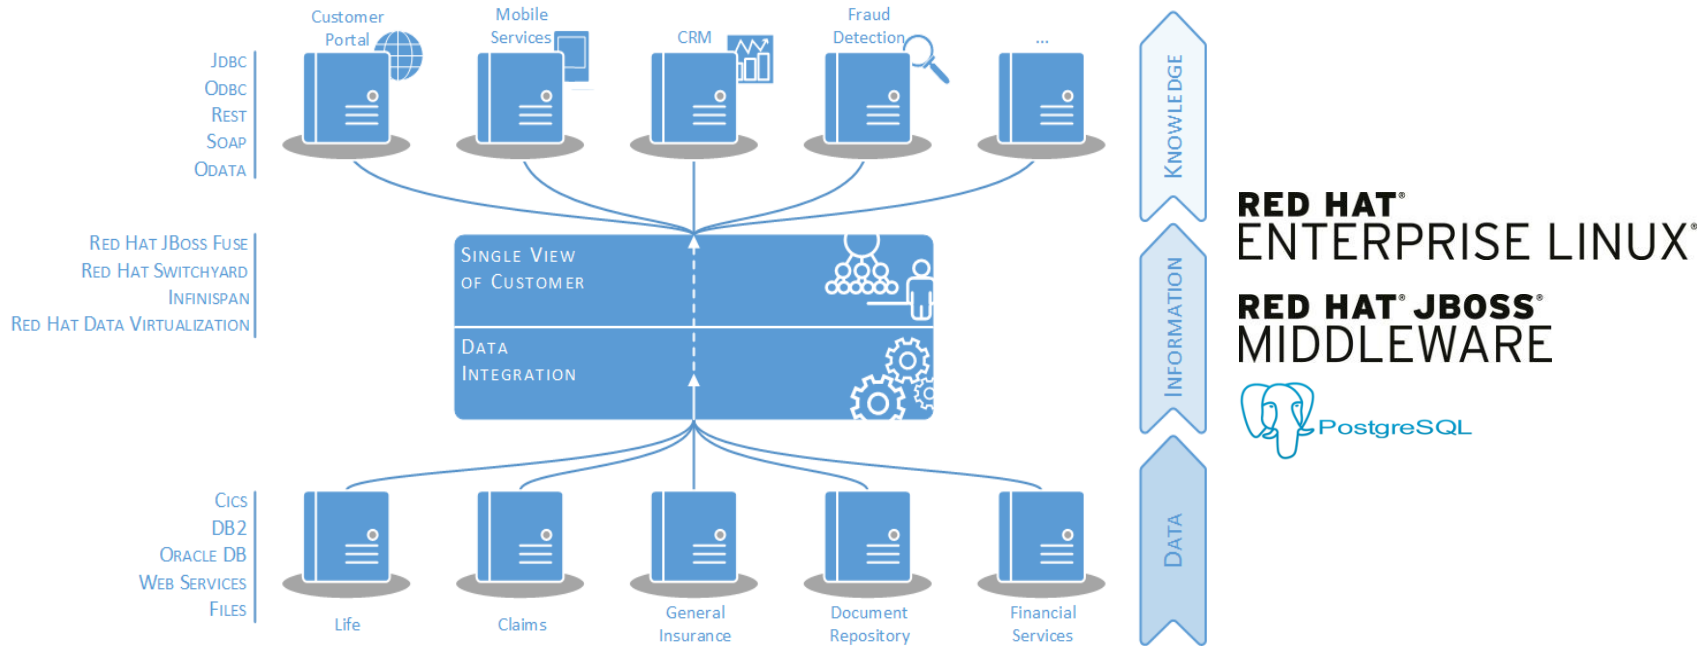 Customer
Portal
Mobile
Services
CRM
Fraud
Detection
...
JDBC
ODBC
REST
SOAP
ODATA
RED HAT JBOSS FUSE
RED HAT SWITCHYARD
INFINISPAN
RED HAT DATA VIRTUALIZATION
SINGLE VIEW
OF CUSTOMER
DATA
INTEGRATION
CICS
DB2
ORACLE DB
WEB SERVICES
FILES
Life
Claims
General
Insurance
Document
Repository
Financial
Services
KNOWLEDGE
INFORMATION
DATA
RED HAT®
ENTERPRISE LINUX®
RED HAT® JBOSS®
MIDDLEWARE
PostgreSQL